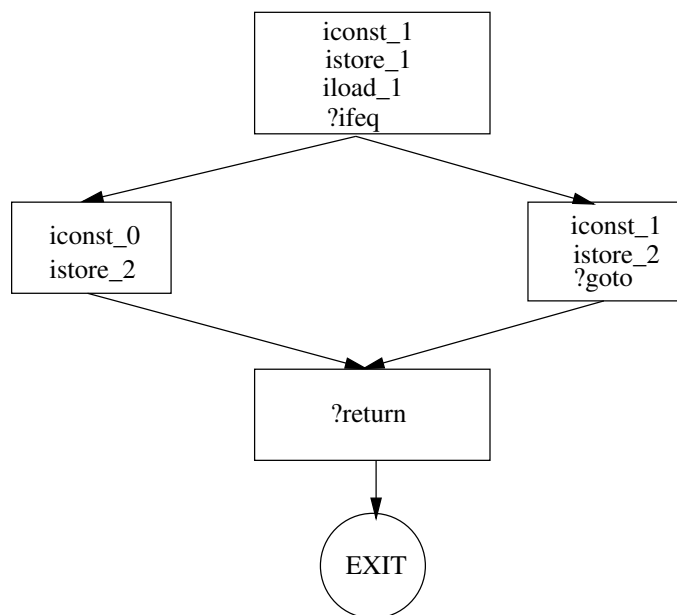 iconst_1
istore_1
iload_1
?ifeq
iconst_0
istore_2
iconst_1
istore_2
?goto
?return
EXIT